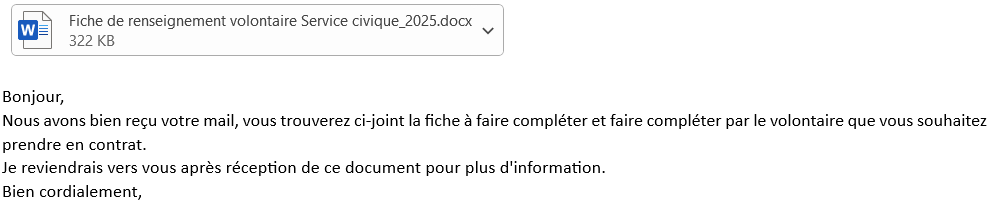 W
Fiche de renseignement volontaire Service civique_2025.docx
322 KB
Bonjour,
Nous avons bien reçu votre mail, vous trouverez ci-joint la fiche à faire compléter et faire compléter par le volontaire que vous souhaitez
prendre en contrat.
Je reviendrais vers vous après réception de ce document pour plus d'information.
Bien cordialement,